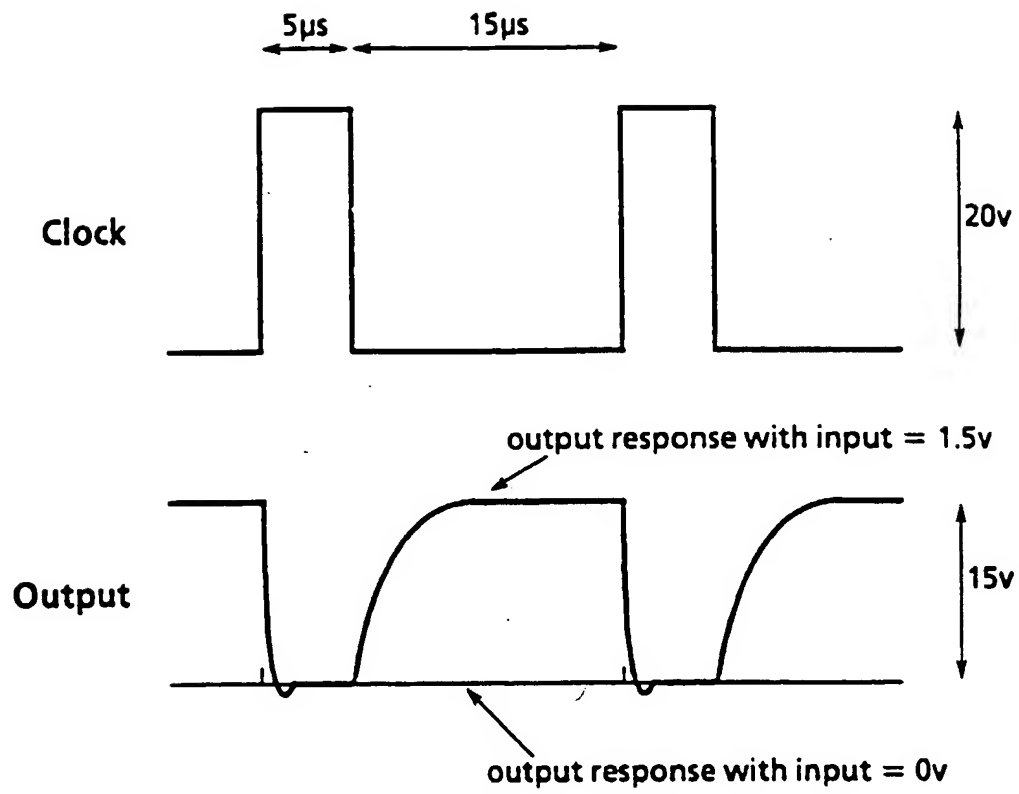 5µs
15µs
Clock
20v
output response with input = 1.5v
Output
15v
output response with input = 0v